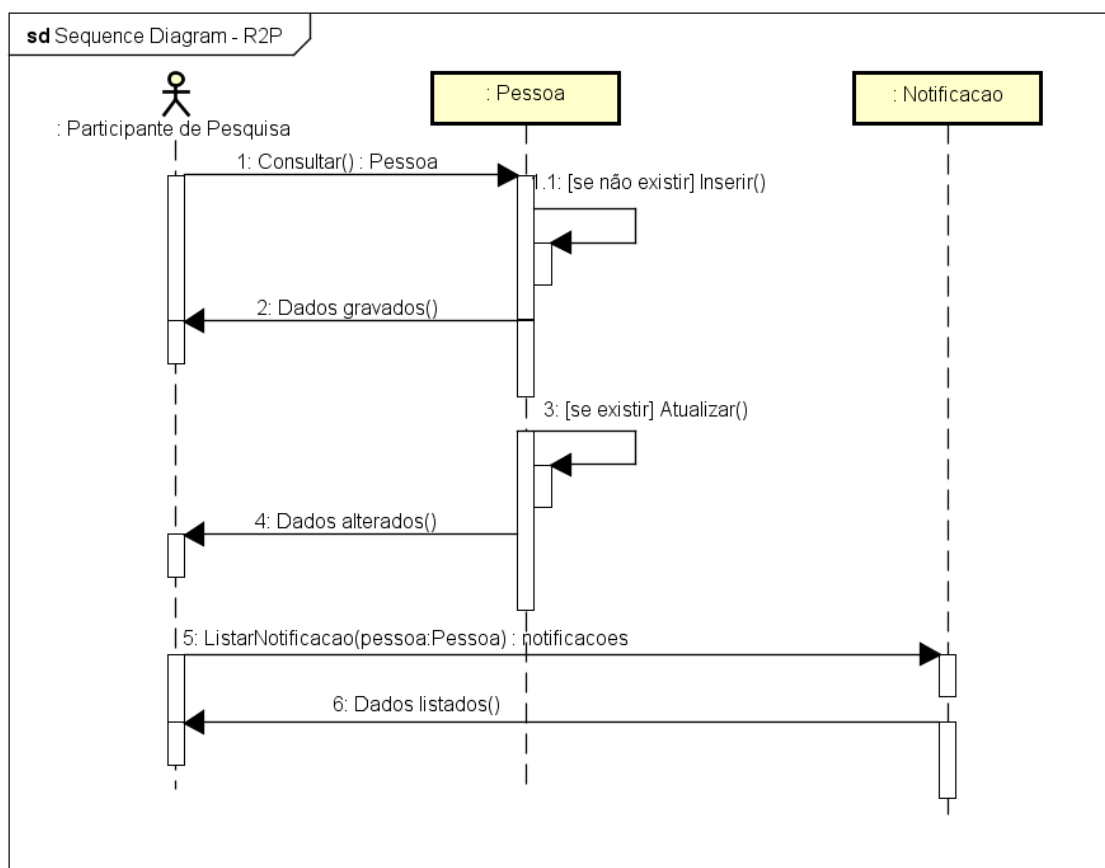 sd Sequence Diagram - R2P
: Participante de Pesquisa
: Pessoa
: Notificacao
1: Consultar() : Pessoa
1.1: [se não existir] Inserir()
2: Dados gravados()
3: [se existir] Atualizar()
4: Dados alterados()
5: ListarNotificacao(pessoa:Pessoa) : notificacoes
6: Dados listados()